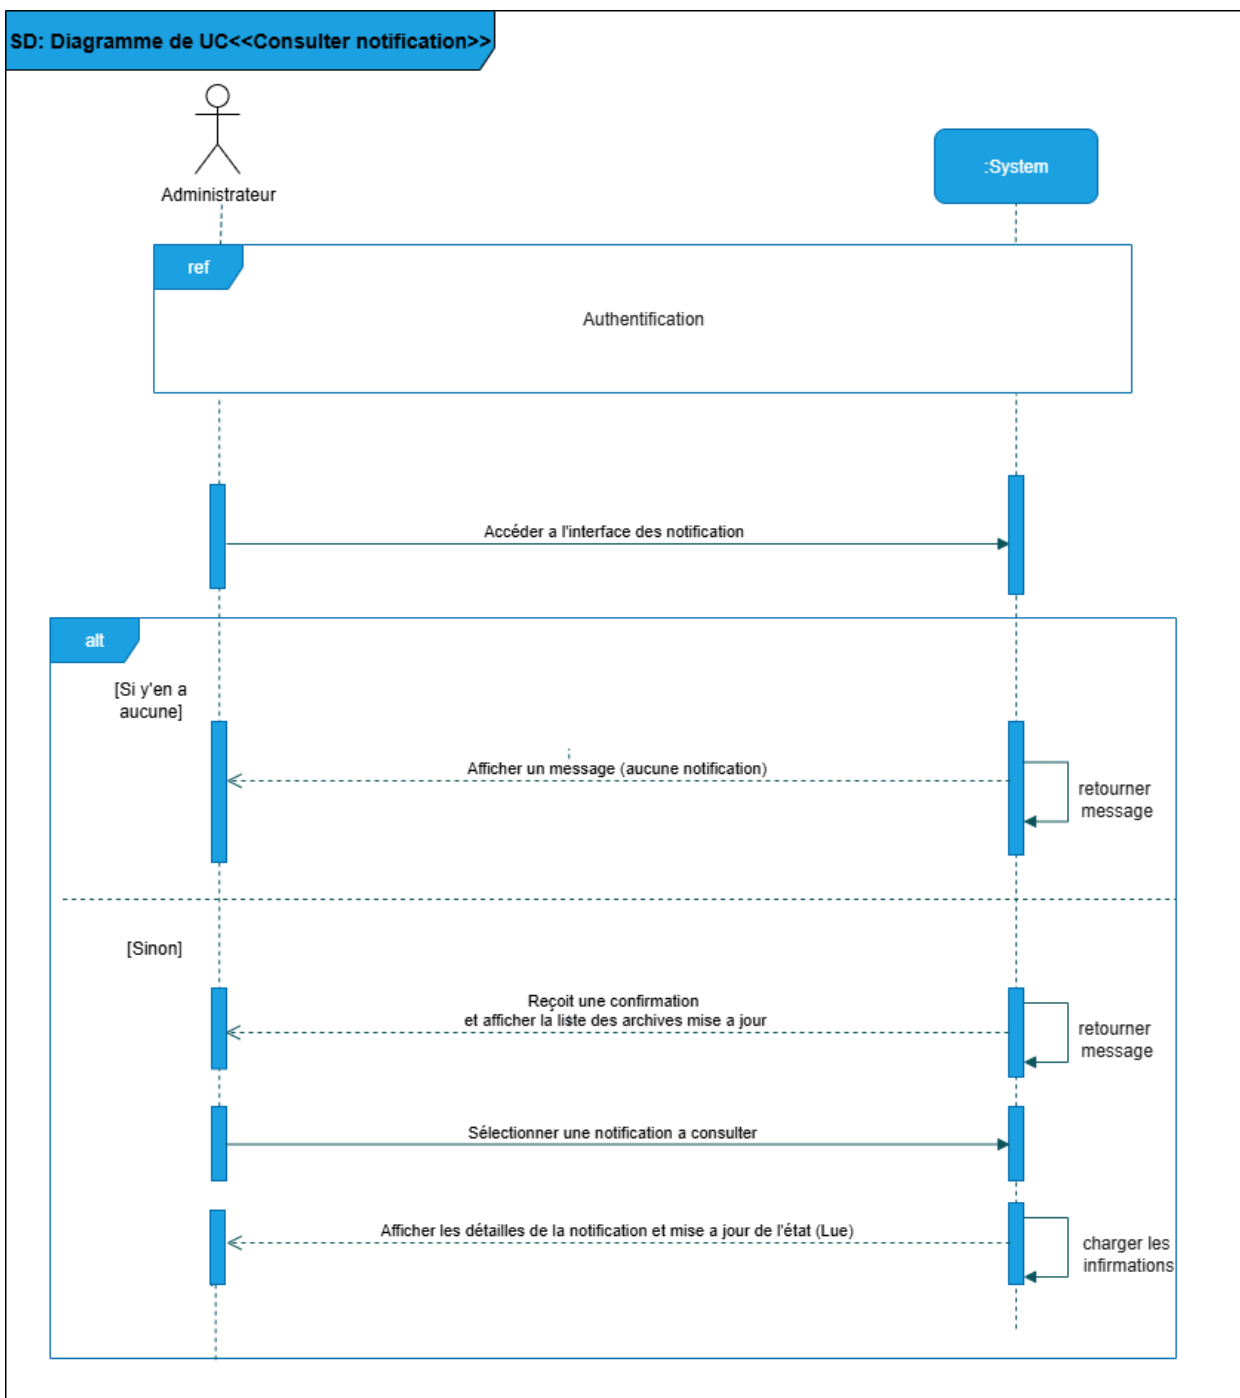 SD: Diagramme de UC<<Consulter notification>>
Administrateur
:System
ref
Authentification
Accéder a l'interface des notification
alt
[Si y'en a
aucune]
Afficher un message (aucune notification)
retourner
message
[Sinon]
Reçoit une confirmation
et afficher la liste des archives mise a jour
retourner
message
Sélectionner une notification a consulter
Afficher les détailles de la notification et mise a jour de l'état (Lue)
charger les
infirmations